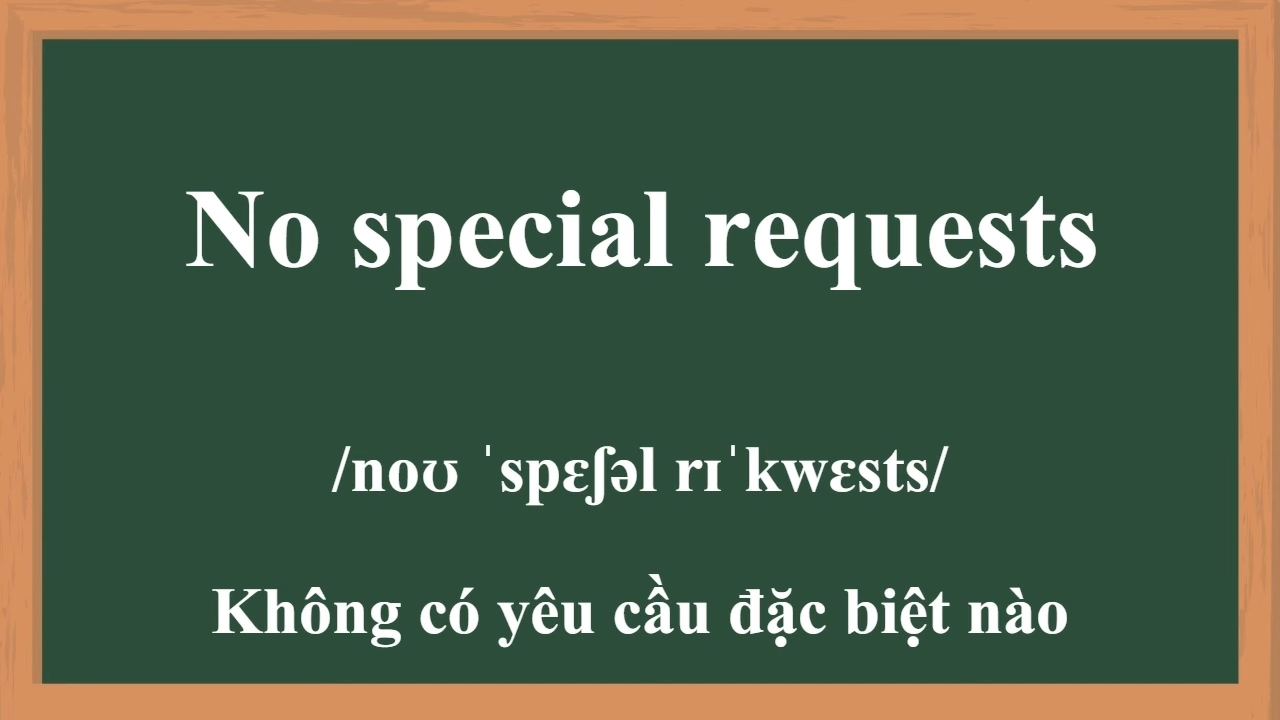 No special requests
/noʊ ˈspɛʃəl rɪˈkwɛsts/
Không có yêu cầu đặc biệt nào